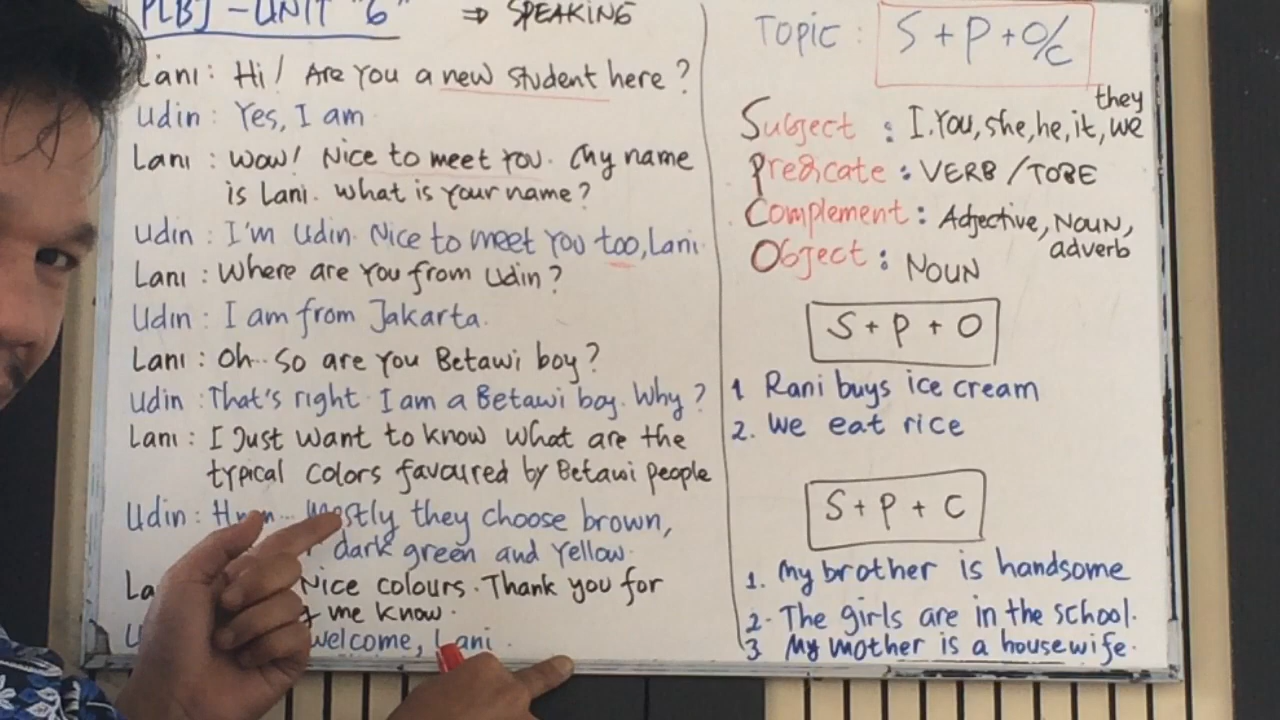 PLBJ - UNIT "6" ⇒ SPEAKING
Lani : Hi! Are you a new student here?
Udin : Yes, I am
Lani : Wow! Nice to meet you. My name
is Lani. What is your name?
Udin : I'm Udin. Nice to meet you too, Lani.
Lani : Where are you from Udin?
Udin : I am from Jakarta.
Lani : Oh.. So are you Betawi boy?
Udin : That's right. I am a Betawi boy. Why?
Lani : I Just want to know what are the
typical colors favoured by Betawi people
Udin : Hmm... Mostly they choose brown,
dark green and yellow.
La Nice colours. Thank you for
me know.
U welcome, Lani.
Topic : S + P + O/C
they
Subject : I, You, she, he, it, we
Predicate : VERB / TOBE
Complement : Adjective, NOUN,
adverb
Object : NOUN
S + P + O
1 Rani buys ice cream
2. We eat rice
S + P + C
1. My brother is handsome
2. The girls are in the school.
3 My mother is a housewife.